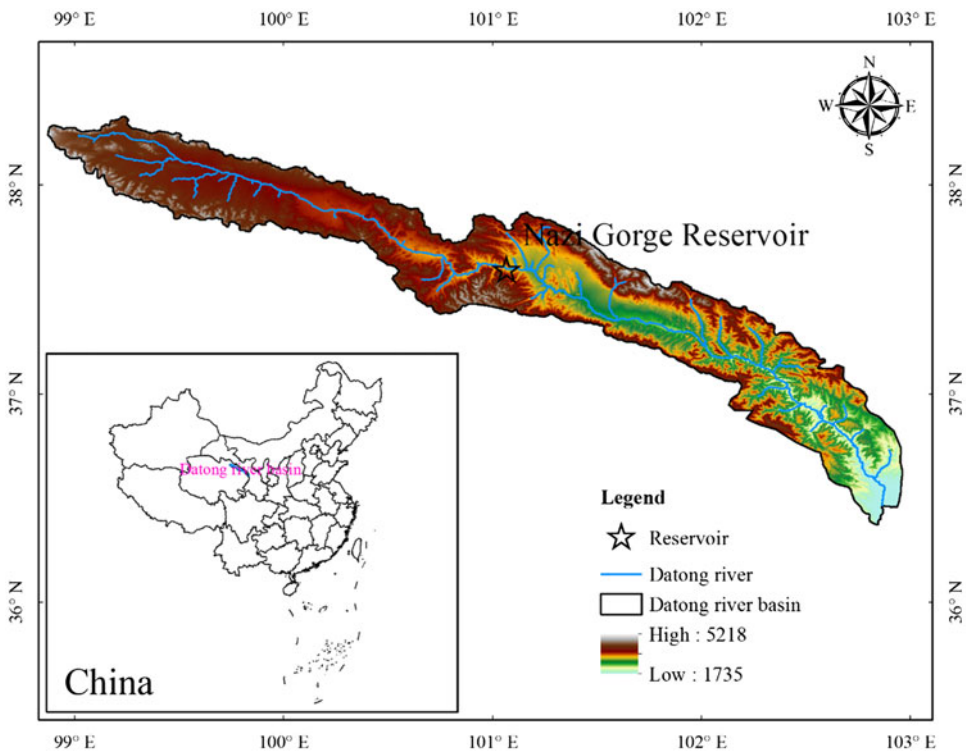 99° E
100° E
101° E
102° E
103° E
N
W
E
S
38° N
38° N
Nazi Gorge Reservoir
37° N
37° N
Datong river basin
Legend
Reservoir
Datong river
36° N
36° N
Datong river basin
High : 5218
Low : 1735
China
99° E
100° E
101° E
102° E
103° E